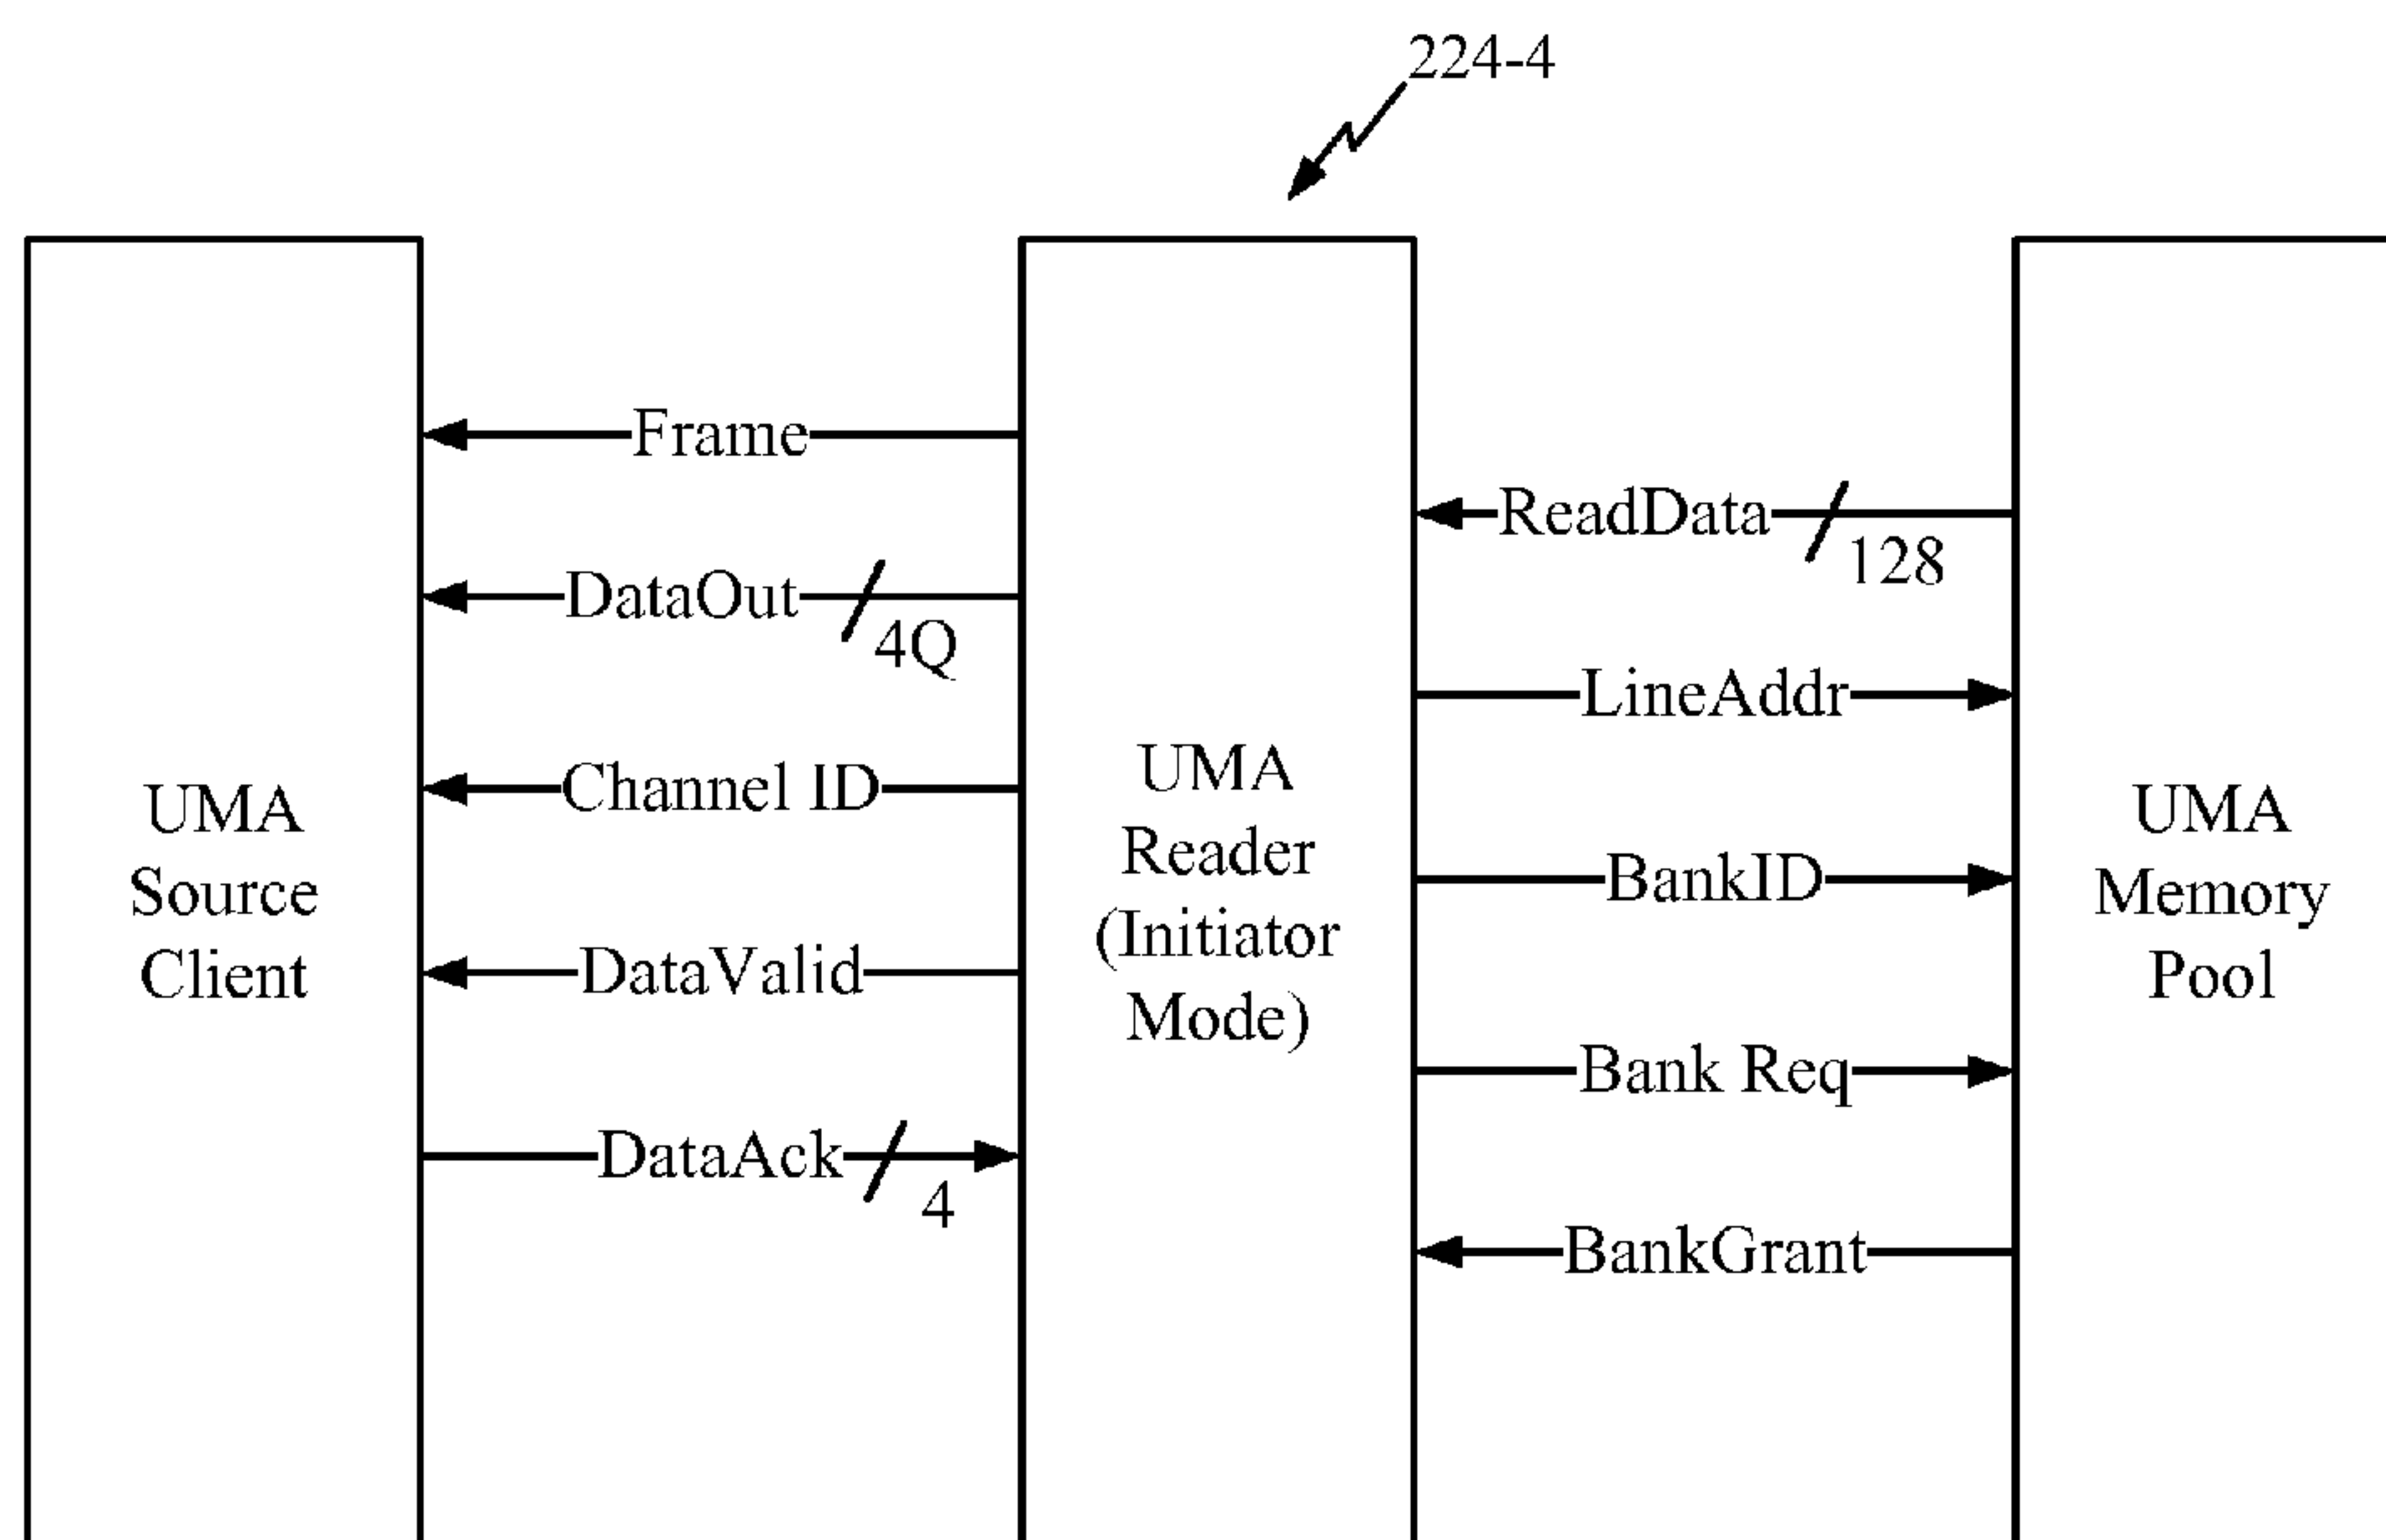 224-4
Frame
DataOut
4Q
Channel ID
DataValid
DataAck
4
ReadData
128
LineAddr
BankID
Bank Req
BankGrant
UMA
Source
Client
UMA
Reader
(Initiator
Mode)
UMA
Memory
Pool